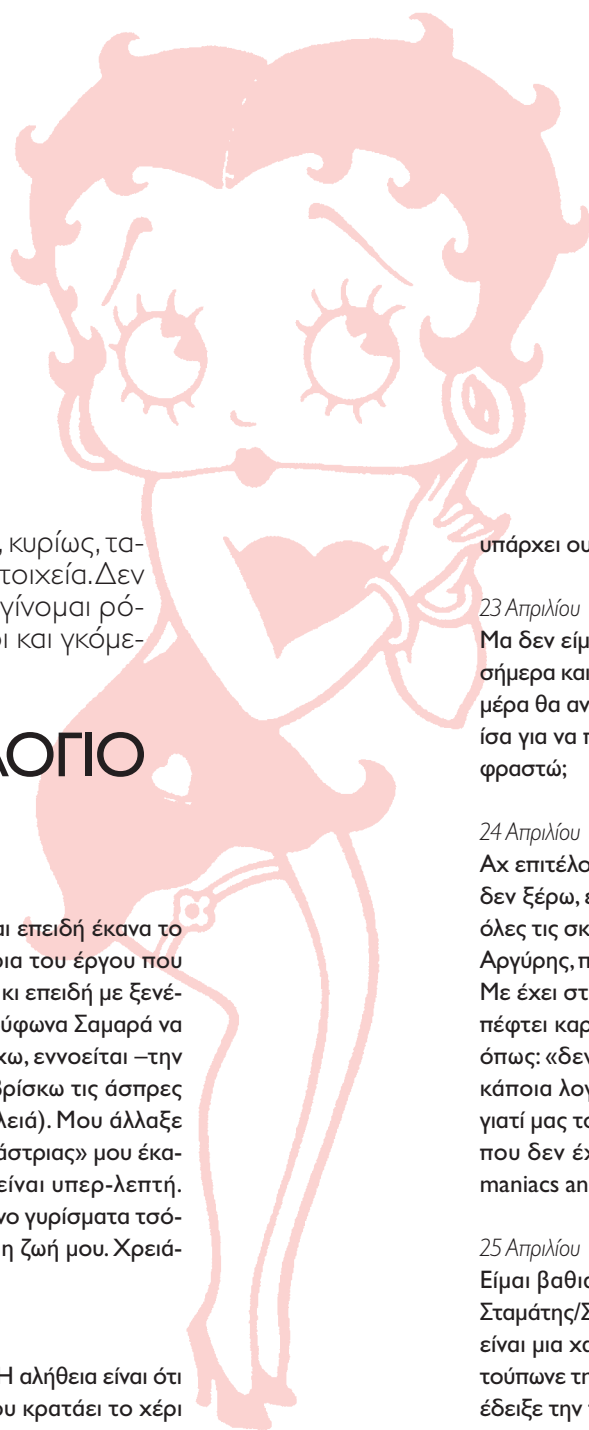 , κυρίως, τα-
τοιχεία. Δεν
γίνομαι ρό-
ι και γκόμε-
ΛΟΓΙΟ
αι επειδή έκανα το
ρια του έργου που
κι επειδή με ξενέ-
ύφωνα Σαμαρά να
χω, εννοείται –την
βρίσκω τις άσπρες
λειά). Μου άλλαξε
άστριας» μου έκα-
είναι υπερ-λεπτή.
νο γυρίσματα τσό-
η ζωή μου. Χρειά-
Η αλήθεια είναι ότι
ου κρατάει το χέρι
υπάρχει ου
23 Απριλίου
Μα δεν είμ
σήμερα και
μέρα θα αν
ίσα για να π
φραστώ;
24 Απριλίου
Αχ επιτέλο
δεν ξέρω, ε
όλες τις σκ
Αργύρης, π
Με έχει στ
πέφτει καρ
όπως: «δεν
κάποια λογ
γιατί μας το
που δεν έχ
maniacs an
25 Απριλίου
Είμαι βαθιο
Σταμάτης/Σ
είναι μια χο
τούπωνε τη
έδειξε την